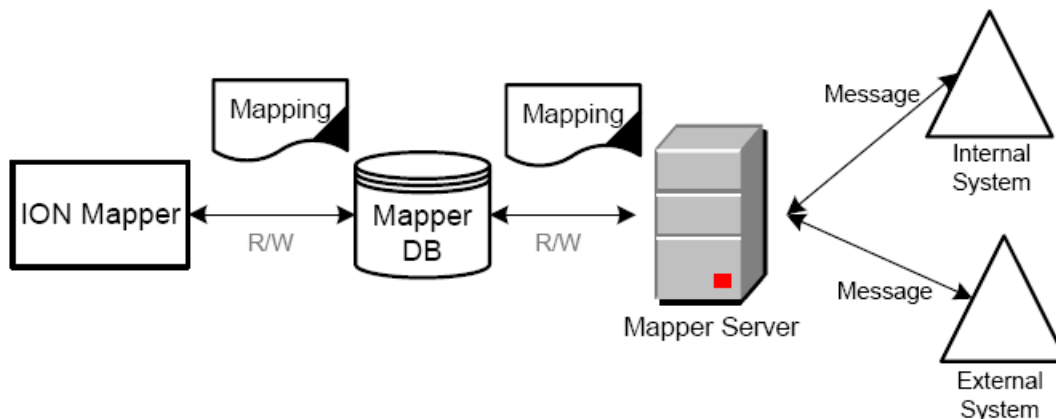 Mapping
Mapping
Message
Internal
System
ION Mapper
R/W
Mapper
DB
R/W
Mapper Server
Message
External
System